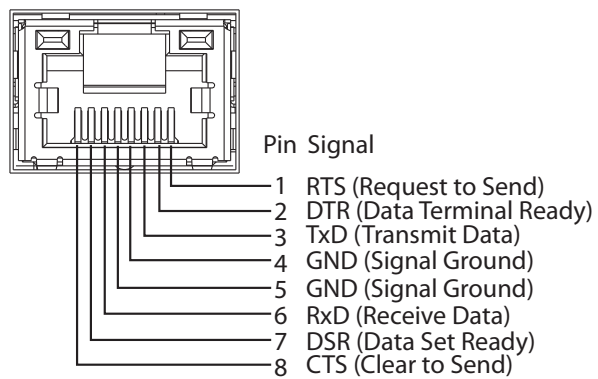 Pin Signal
1 RTS (Request to Send)
2 DTR (Data Terminal Ready)
3 TxD (Transmit Data)
4 GND (Signal Ground)
5 GND (Signal Ground)
6 RxD (Receive Data)
7 DSR (Data Set Ready)
8 CTS (Clear to Send)